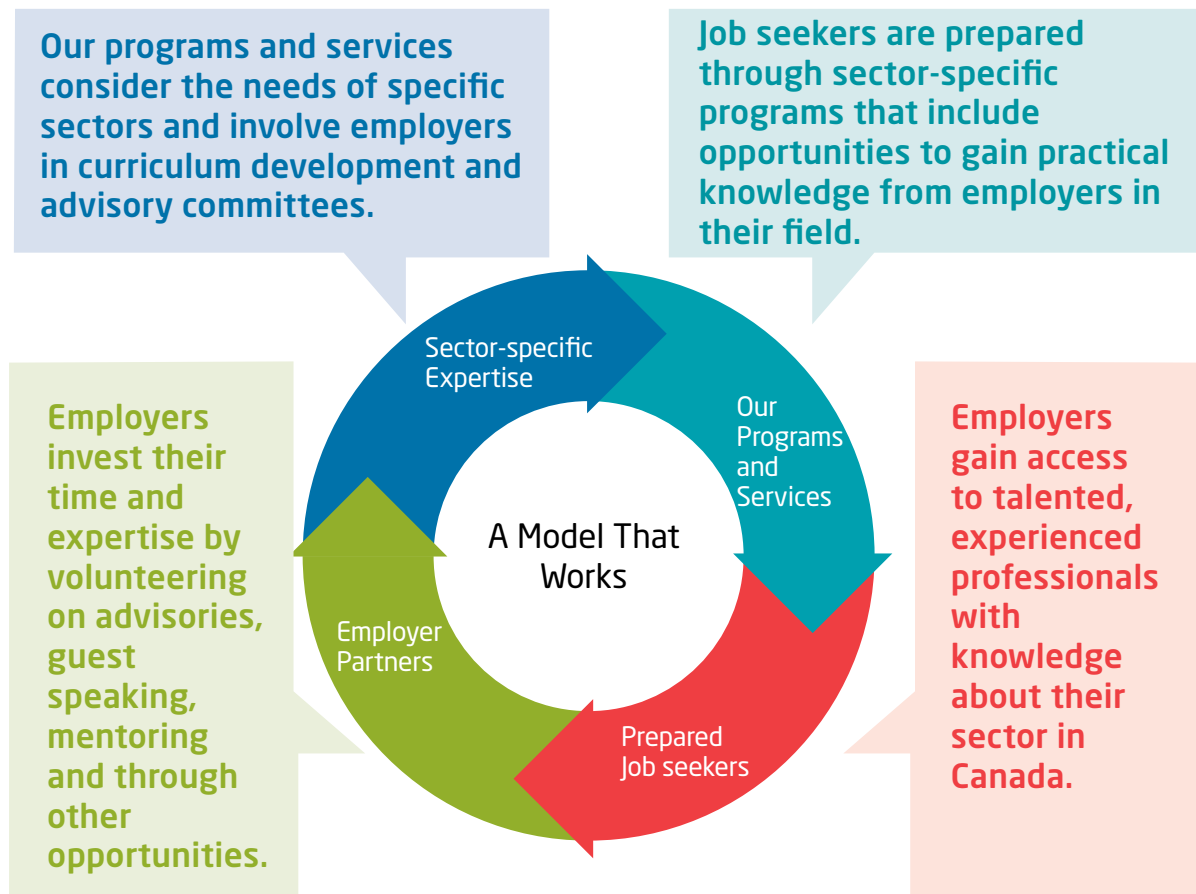 Our programs and services
consider the needs of specific
sectors and involve employers
in curriculum development and
advisory committees.
Job seekers are prepared
through sector-specific
programs that include
opportunities to gain practical
knowledge from employers in
their field.
Sector-specific
Expertise
Our
Programs
and
Services
Employers
invest their
time and
expertise by
volunteering
on advisories,
guest
speaking,
mentoring
and through
other
opportunities.
A Model That
Works
Employers
gain access
to talented,
experienced
professionals
with
knowledge
about their
sector in
Canada.
Employer
Partners
Prepared
Job seekers